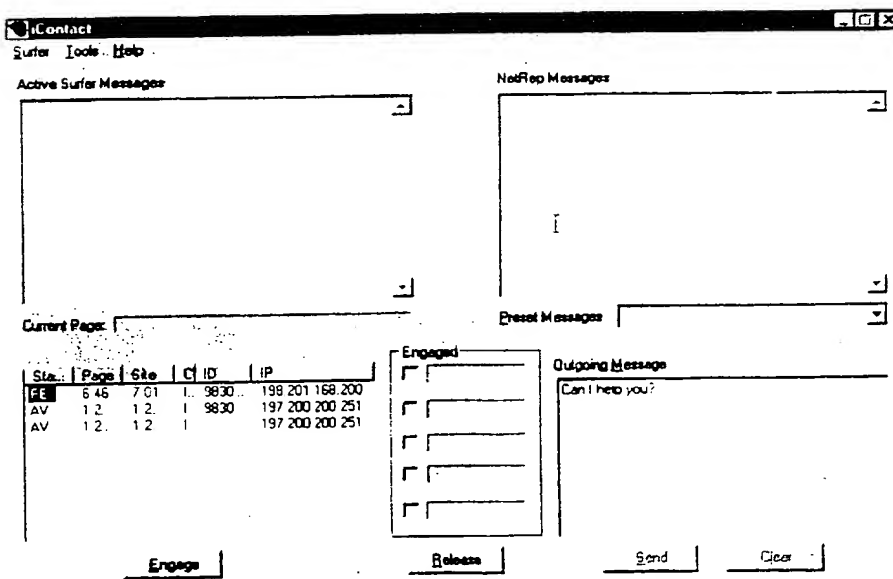 iContact
Surfer Tools Help
Active Surfer Messages
NetRep Messages
Current Page:
Preset Messages
Sta... Page Site C ID IP
PE 6 46 7 01 I.. 9830... 198 201 168.200
AV 1 2. 1 2. I 9830 197 200 200 251
AV 1 2.. 1 2 I 197 200 200 251
Engaged
Outgoing Message
Can I help you?
Engage
Release
Send
Clear